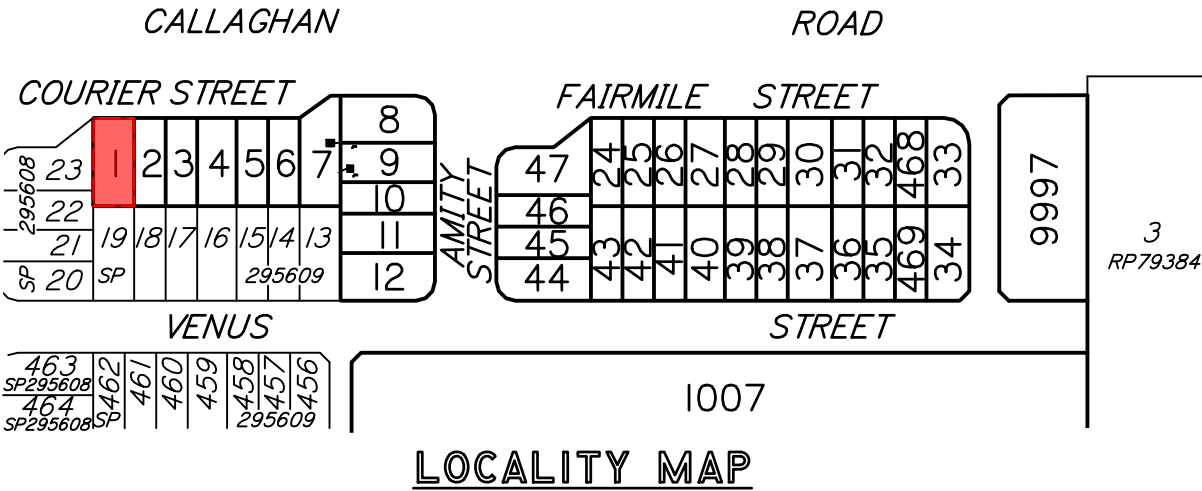 CALLAGHAN ROAD
COURIER STREET
FAIRMILE STREET
8
23 1 2 3 4 5 6 7 9
47 24 25 26 27 28 29 30 31 32 468 33
295608
22
10
46
AMITY
STREET
9997
21 19 18 17 16 15 14 13
11
45 43 42 41 40 39 38 37 36 35 469 34
3
RP79384
SP 20 SP 295609 12
44
VENUS STREET
463
SP295608
462 461 460 459 458 457 456
464
SP295608
SP 295609
1007
LOCALITY MAP